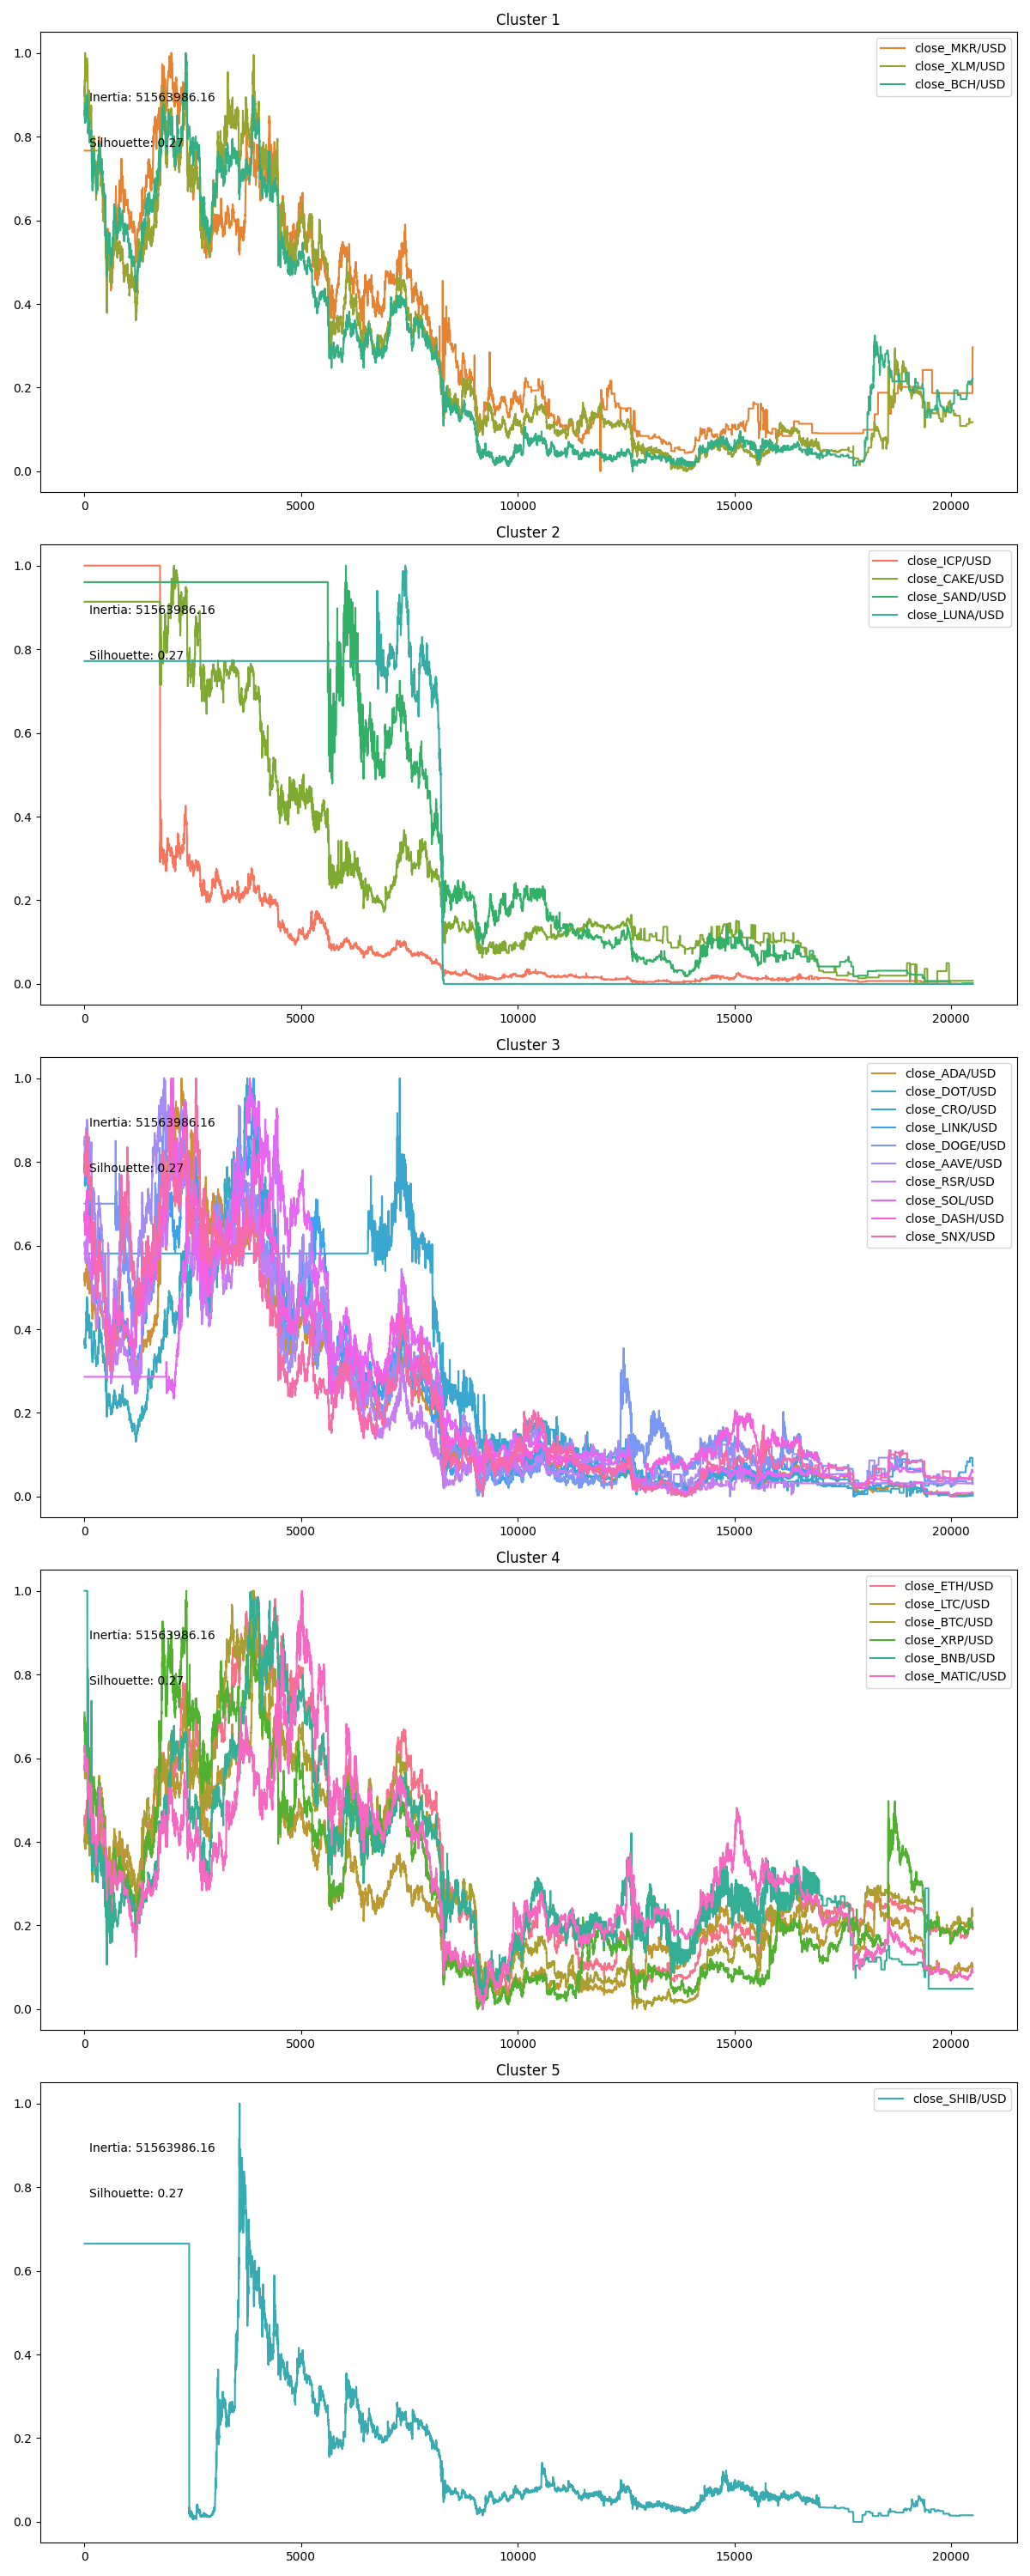 Cluster 1
1.0
0.8
0.6
0.4
0.2
0.0
Inertia: 51563986.16
Silhouette: 0.27
close_MKR/USD
close_XLM/USD
close_BCH/USD
0 5000 10000 15000 20000
Cluster 2
1.0
0.8
0.6
0.4
0.2
0.0
Inertia: 51563986.16
Silhouette: 0.27
close_ICP/USD
close_CAKE/USD
close_SAND/USD
close_LUNA/USD
0 5000 10000 15000 20000
Cluster 3
1.0
0.8
0.6
0.4
0.2
0.0
Inertia: 51563986.16
Silhouette: 0.27
close_ADA/USD
close_DOT/USD
close_CRO/USD
close_LINK/USD
close_DOGE/USD
close_AAVE/USD
close_RSR/USD
close_SOL/USD
close_DASH/USD
close_SNX/USD
0 5000 10000 15000 20000
Cluster 4
1.0
0.8
0.6
0.4
0.2
0.0
Inertia: 51563986.16
Silhouette: 0.27
close_ETH/USD
close_LTC/USD
close_BTC/USD
close_XRP/USD
close_BNB/USD
close_MATIC/USD
0 5000 10000 15000 20000
Cluster 5
1.0
0.8
0.6
0.4
0.2
0.0
Inertia: 51563986.16
Silhouette: 0.27
close_SHIB/USD
0 5000 10000 15000 20000